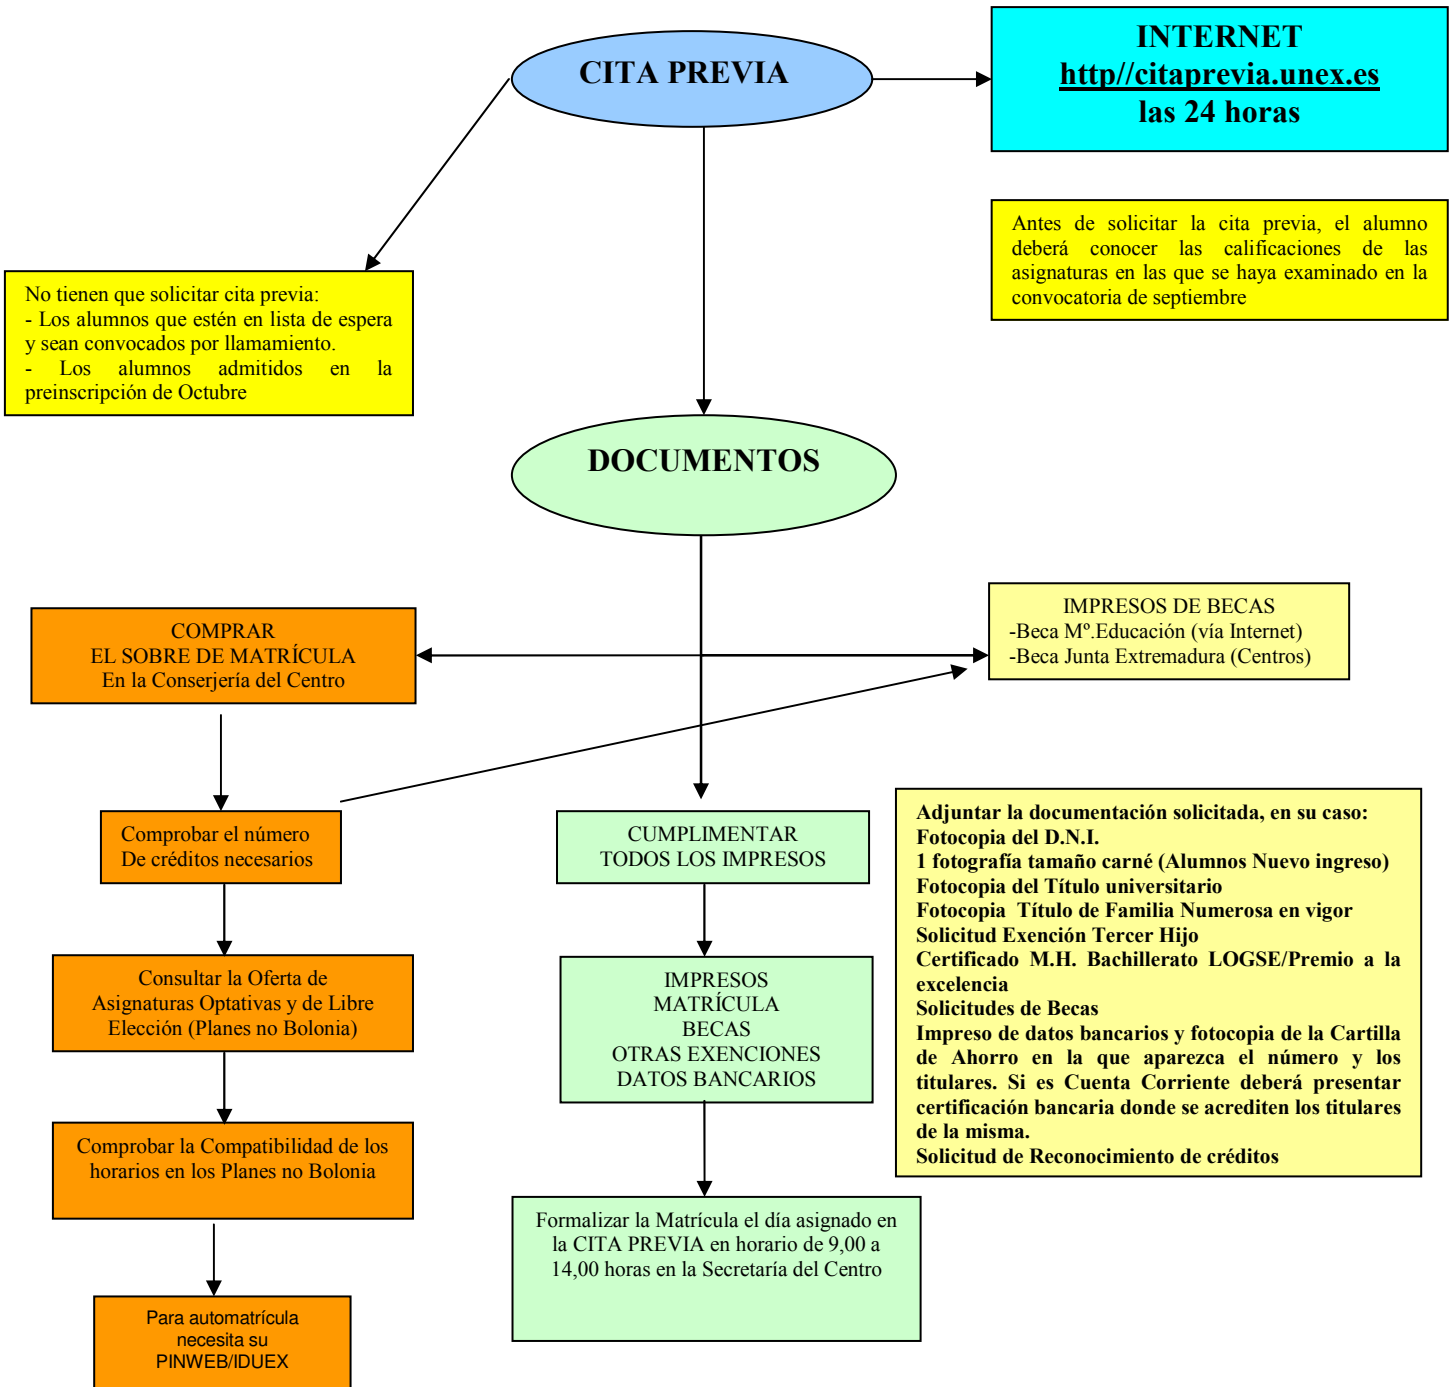 CITA PREVIA
INTERNET
http//citaprevia.unex.es
las 24 horas
Antes de solicitar la cita previa, el alumno
deberá conocer las calificaciones de las
asignaturas en las que se haya examinado en la
convocatoria de septiembre
No tienen que solicitar cita previa:
- Los alumnos que estén en lista de espera
y sean convocados por llamamiento.
- Los alumnos admitidos en la
preinscripción de Octubre
DOCUMENTOS
COMPRAR
EL SOBRE DE MATRÍCULA
En la Conserjería del Centro
IMPRESOS DE BECAS
-Beca Mº.Educación (vía Internet)
-Beca Junta Extremadura (Centros)
Comprobar el número
De créditos necesarios
Consultar la Oferta de
Asignaturas Optativas y de Libre
Elección (Planes no Bolonia)
Comprobar la Compatibilidad de los
horarios en los Planes no Bolonia
Para automatrícula
necesita su
PINWEB/IDUEX
CUMPLIMENTAR
TODOS LOS IMPRESOS
IMPRESOS
MATRÍCULA
BECAS
OTRAS EXENCIONES
DATOS BANCARIOS
Formalizar la Matrícula el día asignado en
la CITA PREVIA en horario de 9,00 a
14,00 horas en la Secretaría del Centro
Adjuntar la documentación solicitada, en su caso:
Fotocopia del D.N.I.
1 fotografía tamaño carné (Alumnos Nuevo ingreso)
Fotocopia del Título universitario
Fotocopia Título de Familia Numerosa en vigor
Solicitud Exención Tercer Hijo
Certificado M.H. Bachillerato LOGSE/Premio a la
excelencia
Solicitudes de Becas
Impreso de datos bancarios y fotocopia de la Cartilla
de Ahorro en la que aparezca el número y los
titulares. Si es Cuenta Corriente deberá presentar
certificación bancaria donde se acrediten los titulares
de la misma.
Solicitud de Reconocimiento de créditos